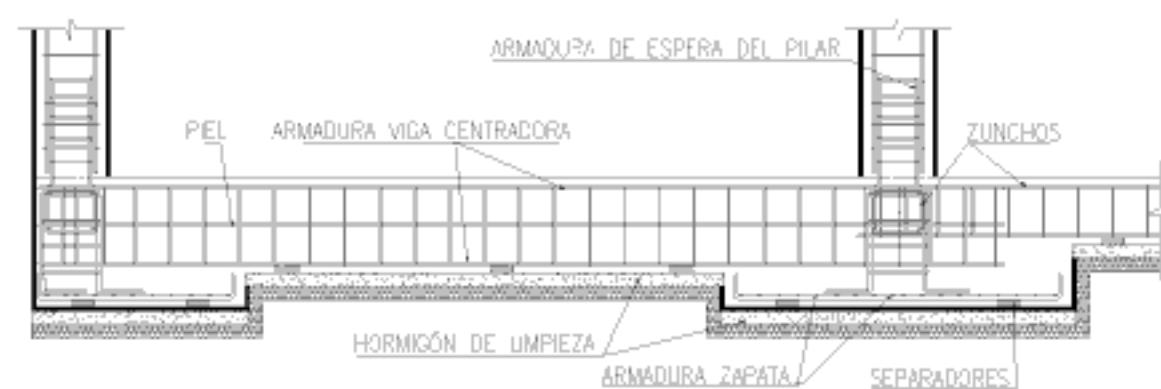 ARMADURA DE ESPERA DEL PILAR
PIEL
ARMADURA VIGA CENTRADORA
ZUNCHOS
HORMIGÓN DE LIMPIEZA
ARMADURA ZAPATA
SEPARADORES